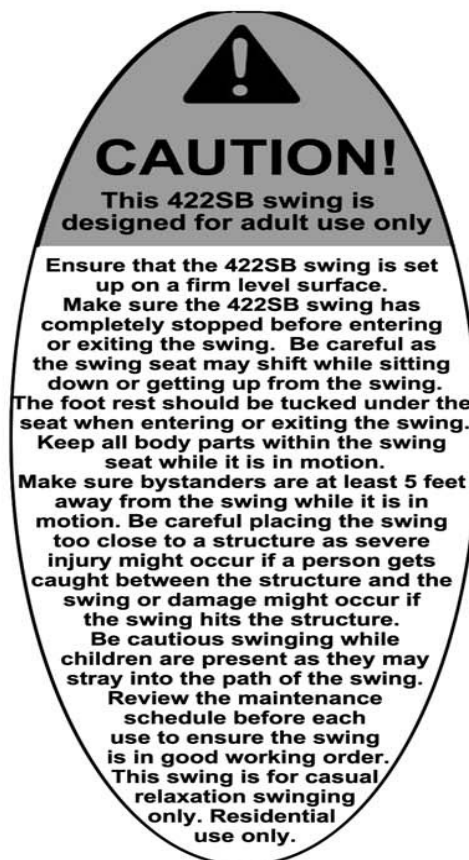 CAUTION!
This 422SB swing is
designed for adult use only
Ensure that the 422SB swing is set
up on a firm level surface.
Make sure the 422SB swing has
completely stopped before entering
or exiting the swing. Be careful as
the swing seat may shift while sitting
down or getting up from the swing.
The foot rest should be tucked under the
seat when entering or exiting the swing.
Keep all body parts within the swing
seat while it is in motion.
Make sure bystanders are at least 5 feet
away from the swing while it is in
motion. Be careful placing the swing
too close to a structure as severe
injury might occur if a person gets
caught between the structure and the
swing or damage might occur if
the swing hits the structure.
Be cautious swinging while
children are present as they may
stray into the path of the swing.
Review the maintenance
schedule before each
use to ensure the swing
is in good working order.
This swing is for casual
relaxation swinging
only. Residential
use only.